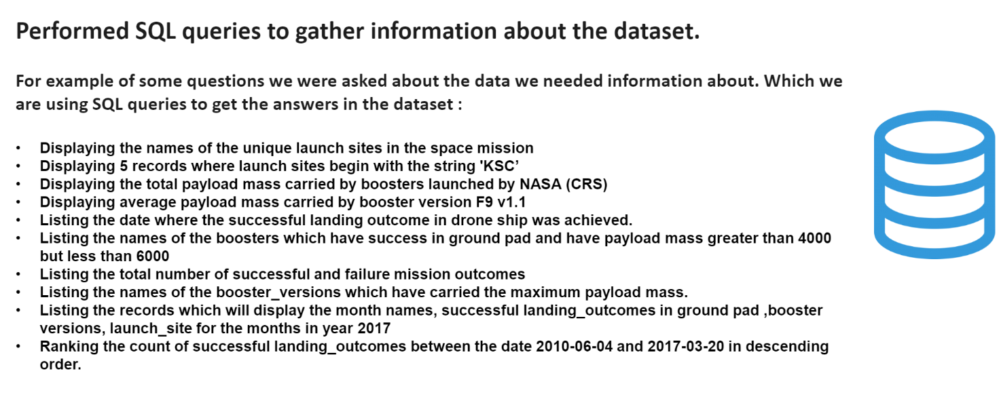 Performed SQL queries to gather information about the dataset.
For example of some questions we were asked about the data we needed information about. Which we
are using SQL queries to get the answers in the dataset :
• Displaying the names of the unique launch sites in the space mission
• Displaying 5 records where launch sites begin with the string 'KSC’
• Displaying the total payload mass carried by boosters launched by NASA (CRS)
• Displaying average payload mass carried by booster version F9 v1.1
• Listing the date where the successful landing outcome in drone ship was achieved.
• Listing the names of the boosters which have success in ground pad and have payload mass greater than 4000
but less than 6000
• Listing the total number of successful and failure mission outcomes
• Listing the names of the booster_versions which have carried the maximum payload mass.
• Listing the records which will display the month names, successful landing_outcomes in ground pad ,booster
versions, launch_site for the months in year 2017
• Ranking the count of successful landing_outcomes between the date 2010-06-04 and 2017-03-20 in descending
order.